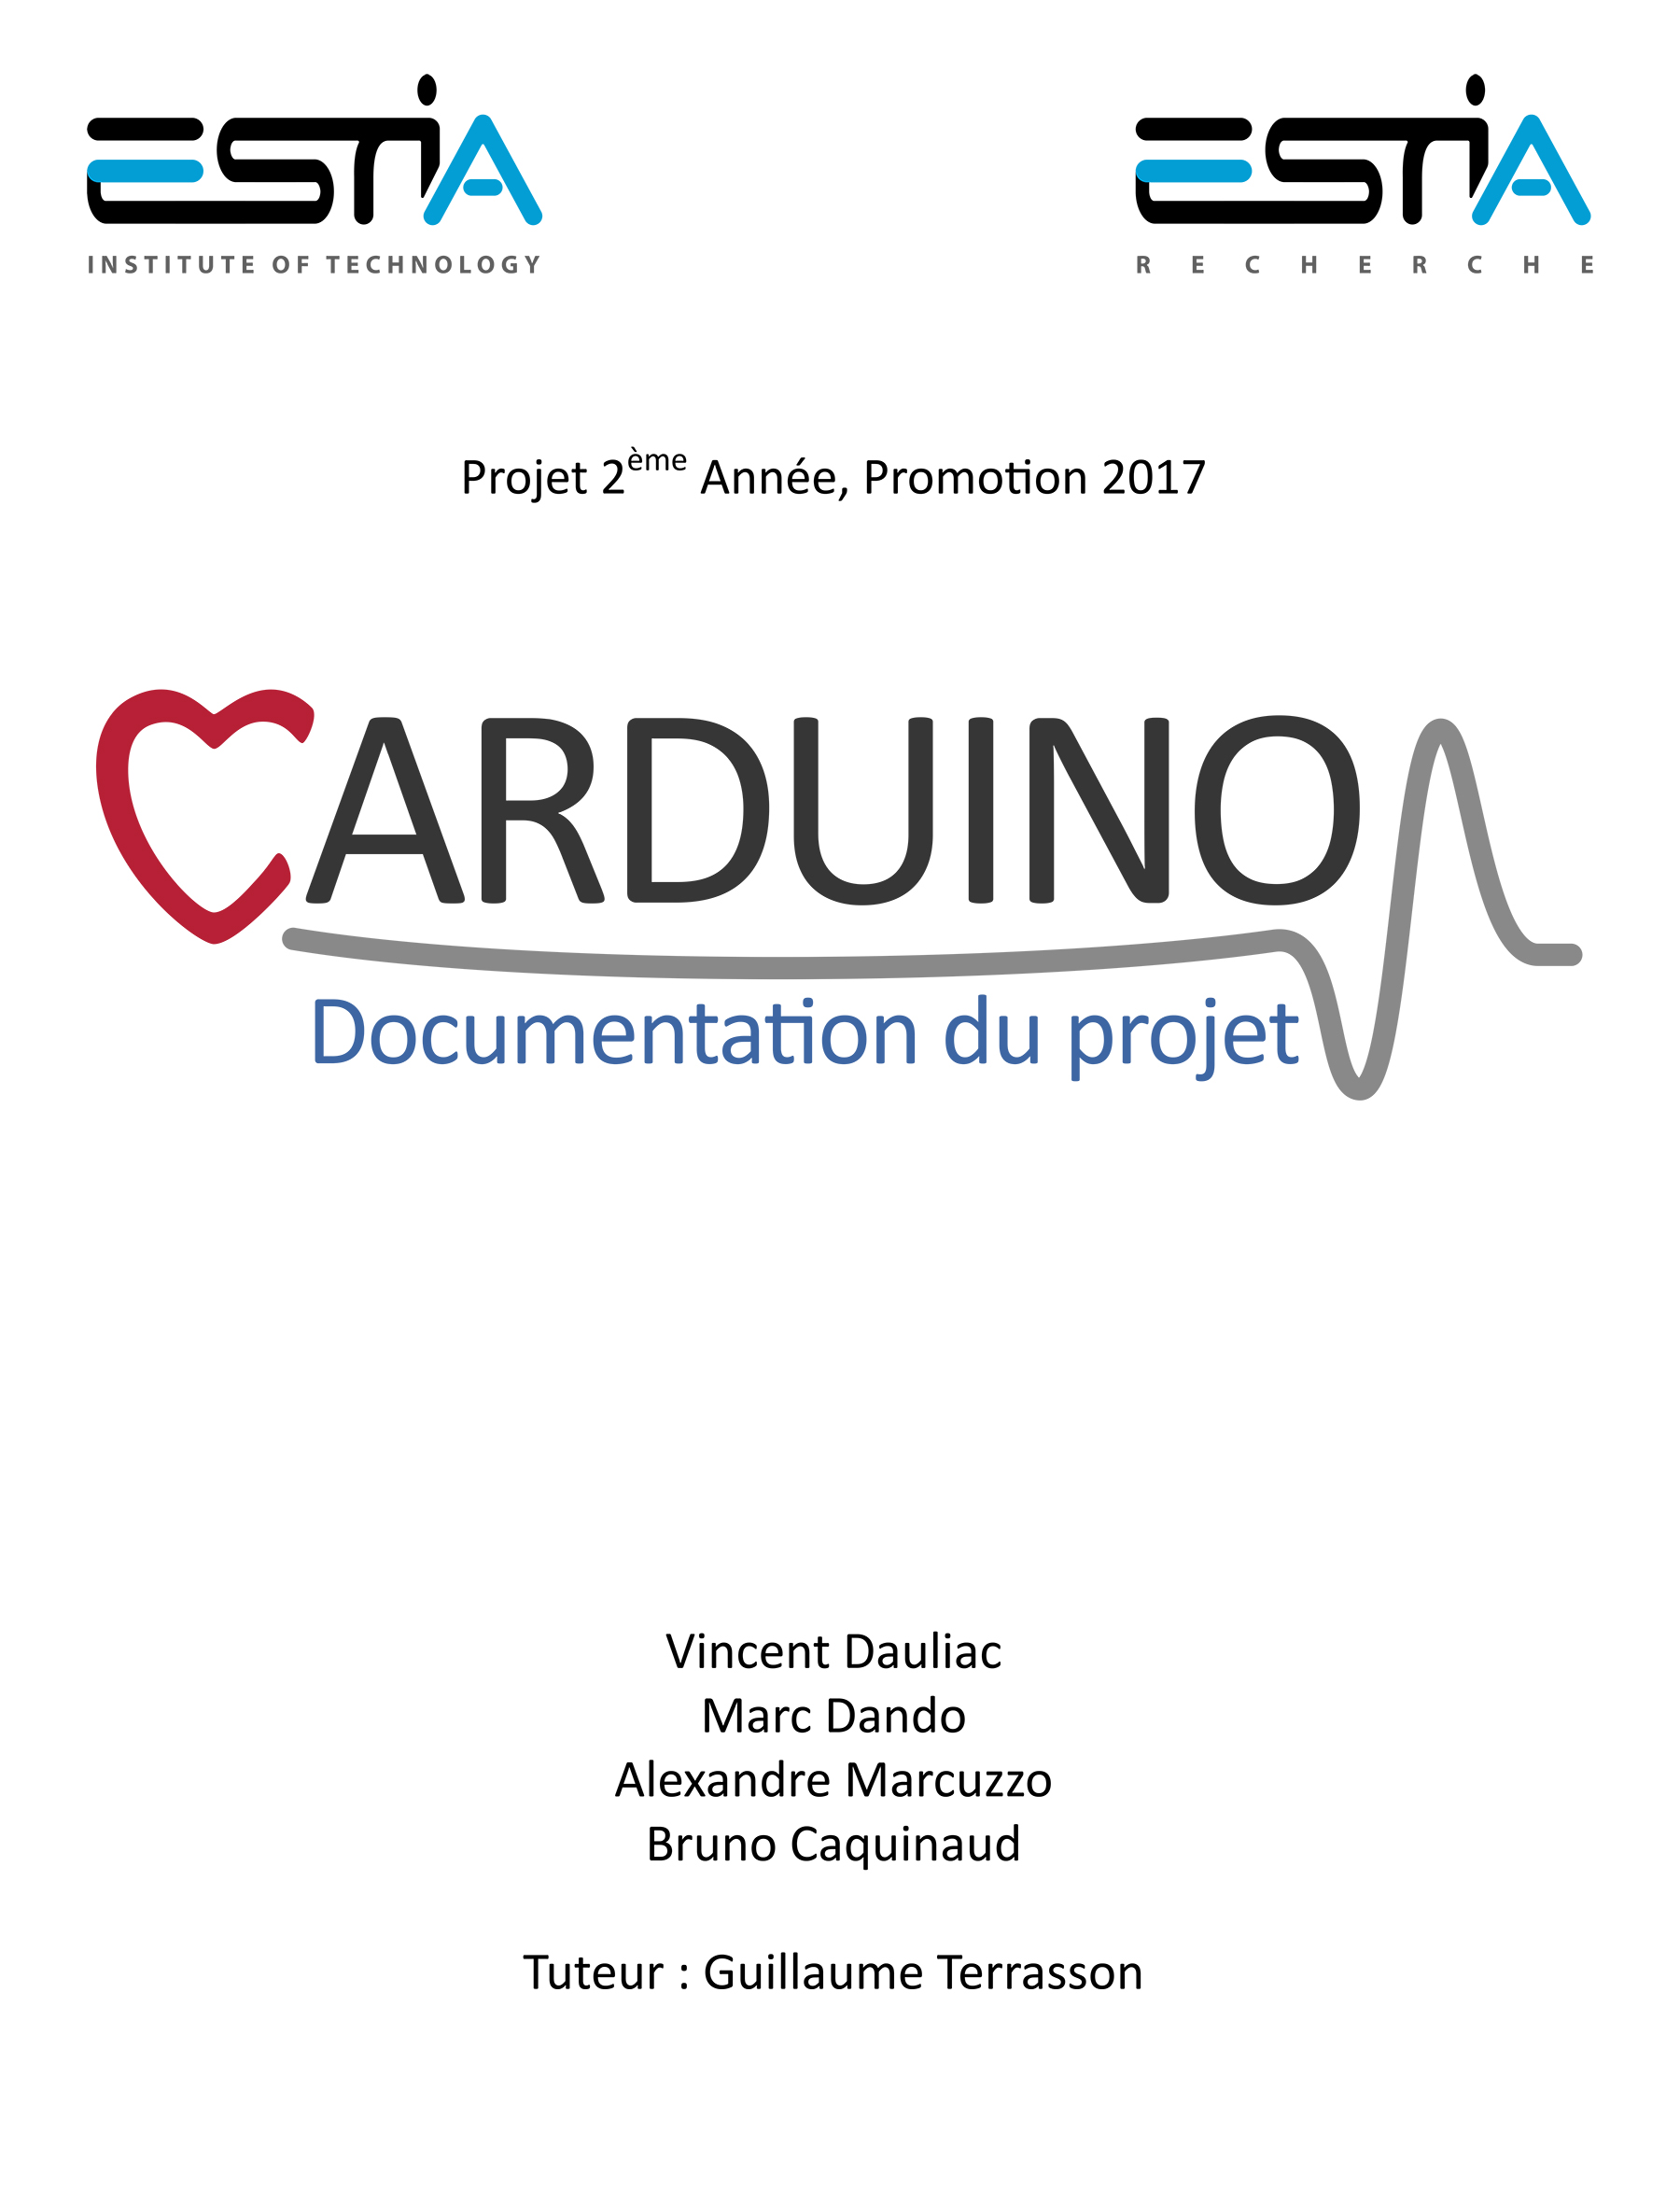 ESTIA
INSTITUTE OF TECHNOLOGY
ESTIA
RECHERCHE
Projet 2ème Année, Promotion 2017
CARDUINO
Documentation du projet
Vincent Dauliac
Marc Dando
Alexandre Marcuzzo
Bruno Caquinaud
Tuteur : Guillaume Terrasson